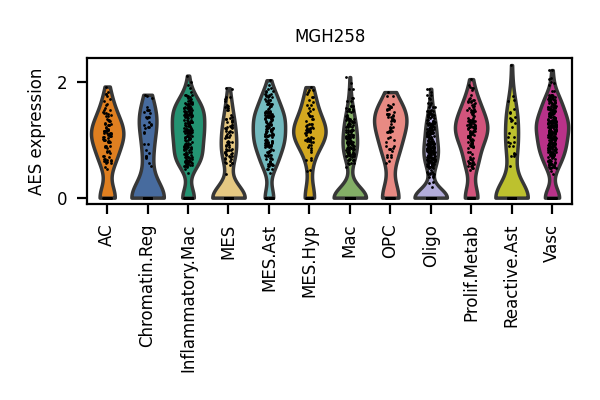 MGH258
AES expression
2
0
AC
Chromatin.Reg
Inflammatory.Mac
MES
MES.Ast
MES.Hyp
Mac
OPC
Oligo
Prolif.Metab
Reactive.Ast
Vasc